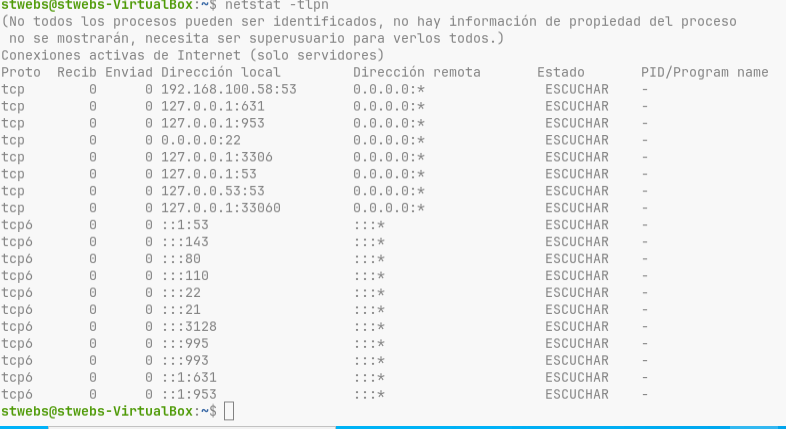 stwebs@stwebs-VirtualBox:~$ netstat -tlpn
(No todos los procesos pueden ser identificados, no hay información de propiedad del proceso
 no se mostrarán, necesita ser superusuario para verlos todos.)
Conexiones activas de Internet (solo servidores)
Proto  Recib Enviad Dirección local         Dirección remota       Estado       PID/Program name
tcp        0      0 192.168.100.58:53       0.0.0.0:*               ESCUCHAR    -
tcp        0      0 127.0.0.1:631           0.0.0.0:*               ESCUCHAR    -
tcp        0      0 127.0.0.1:953           0.0.0.0:*               ESCUCHAR    -
tcp        0      0 0.0.0.0:22              0.0.0.0:*               ESCUCHAR    -
tcp        0      0 127.0.0.1:3306          0.0.0.0:*               ESCUCHAR    -
tcp        0      0 127.0.0.1:53            0.0.0.0:*               ESCUCHAR    -
tcp        0      0 127.0.0.53:53           0.0.0.0:*               ESCUCHAR    -
tcp        0      0 127.0.0.1:33060         0.0.0.0:*               ESCUCHAR    -
tcp6       0      0 ::1:53                  :::*                    ESCUCHAR    -
tcp6       0      0 :::143                  :::*                    ESCUCHAR    -
tcp6       0      0 :::80                   :::*                    ESCUCHAR    -
tcp6       0      0 :::110                  :::*                    ESCUCHAR    -
tcp6       0      0 :::22                   :::*                    ESCUCHAR    -
tcp6       0      0 :::21                   :::*                    ESCUCHAR    -
tcp6       0      0 :::3128                 :::*                    ESCUCHAR    -
tcp6       0      0 :::995                  :::*                    ESCUCHAR    -
tcp6       0      0 :::993                  :::*                    ESCUCHAR    -
tcp6       0      0 ::1:631                 :::*                    ESCUCHAR    -
tcp6       0      0 ::1:953                 :::*                    ESCUCHAR    -
stwebs@stwebs-VirtualBox:~$